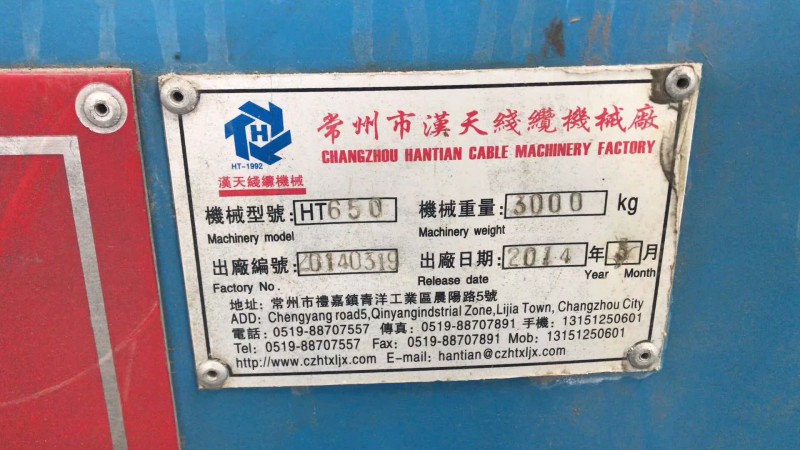 常州市漢天綫纜機械廠
CHANGZHOU HANTIAN CABLE MACHINERY FACTORY
H
HT-1992
漢天綫纜機械
機械型號: HT650 機械重量: 3000 kg
Machinery model Machinery weight
出廠編號: 20140319 出廠日期: 2014 年 3 月
Factory No. Release date Year Month
地址: 常州市禮嘉鎮青洋工業區晨陽路5號
ADD: Chengyang road5,Qinyangindstrial Zone,Lijia Town, Changzhou City
電話: 0519-88707557 傳真: 0519-88707891 手機: 13151250601
Tel: 0519-88707557 Fax: 0519-88707891 Mob: 13151250601
http://www.czhtxljx.com E-mail: hantian@czhtxljx.com